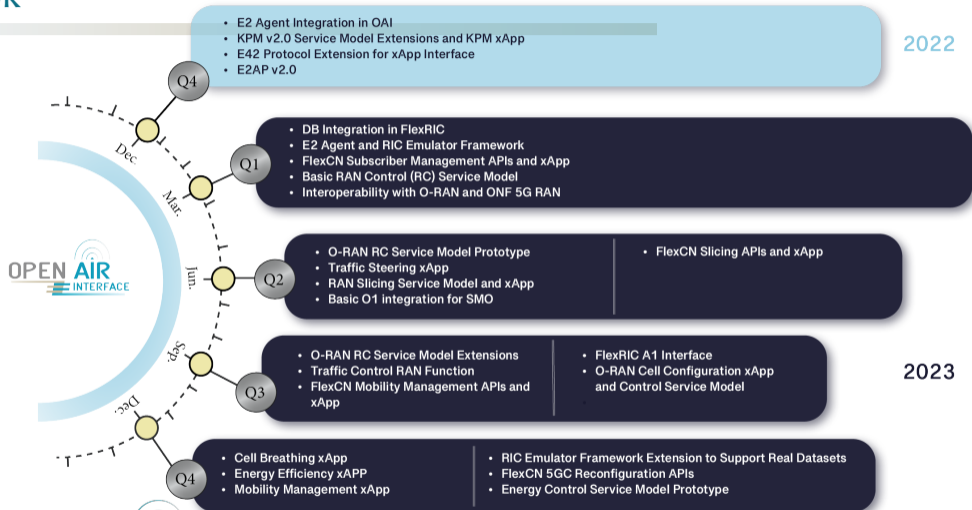 • E2 Agent Integration in OAI
• KPM v2.0 Service Model Extensions and KPM xApp
• E42 Protocol Extension for xApp Interface
• E2AP v2.0
2022
Q4
Dec.
• DB Integration in FlexRIC
• E2 Agent and RIC Emulator Framework
• FlexCN Subscriber Management APIs and xApp
• Basic RAN Control (RC) Service Model
• Interoperability with O-RAN and ONF 5G RAN
Q1
Mar.
• O-RAN RC Service Model Prototype
• Traffic Steering xApp
• RAN Slicing Service Model and xApp
• Basic O1 integration for SMO
• FlexCN Slicing APIs and xApp
Q2
Jun.
OPEN AIR
INTERFACE
• O-RAN RC Service Model Extensions
• Traffic Control RAN Function
• FlexCN Mobility Management APIs and
xApp
• FlexRIC A1 Interface
• O-RAN Cell Configuration xApp
and Control Service Model
2023
Q3
Sep.
Dec.
• Cell Breathing xApp
• Energy Efficiency xAPP
• Mobility Management xApp
• RIC Emulator Framework Extension to Support Real Datasets
• FlexCN 5GC Reconfiguration APIs
• Energy Control Service Model Prototype
Q4